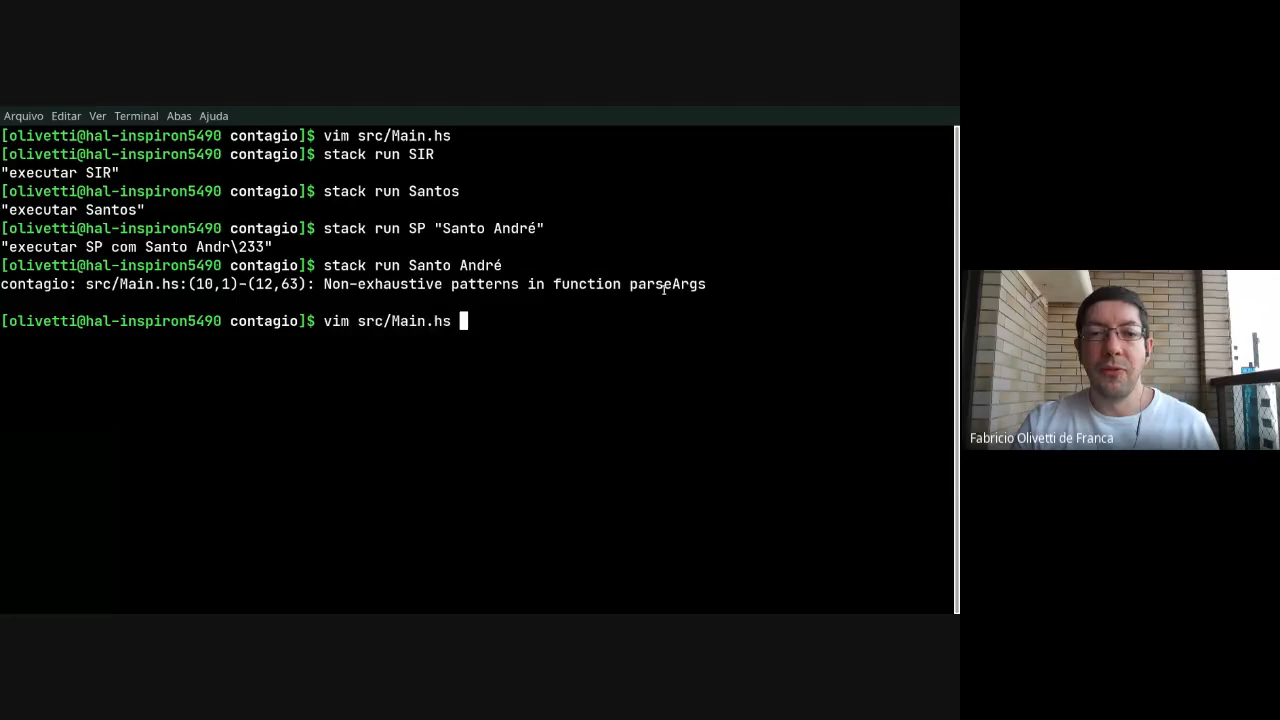 Arquivo Editar Ver Terminal Abas Ajuda
[olivetti@hal-inspiron5490 contagio]$ vim src/Main.hs
[olivetti@hal-inspiron5490 contagio]$ stack run SIR
"executar SIR"
[olivetti@hal-inspiron5490 contagio]$ stack run Santos
"executar Santos"
[olivetti@hal-inspiron5490 contagio]$ stack run SP "Santo André"
"executar SP com Santo Andr\233"
[olivetti@hal-inspiron5490 contagio]$ stack run Santo André
contagio: src/Main.hs:(10,1)-(12,63): Non-exhaustive patterns in function parseArgs
[olivetti@hal-inspiron5490 contagio]$ vim src/Main.hs
Fabricio Olivetti de Franca